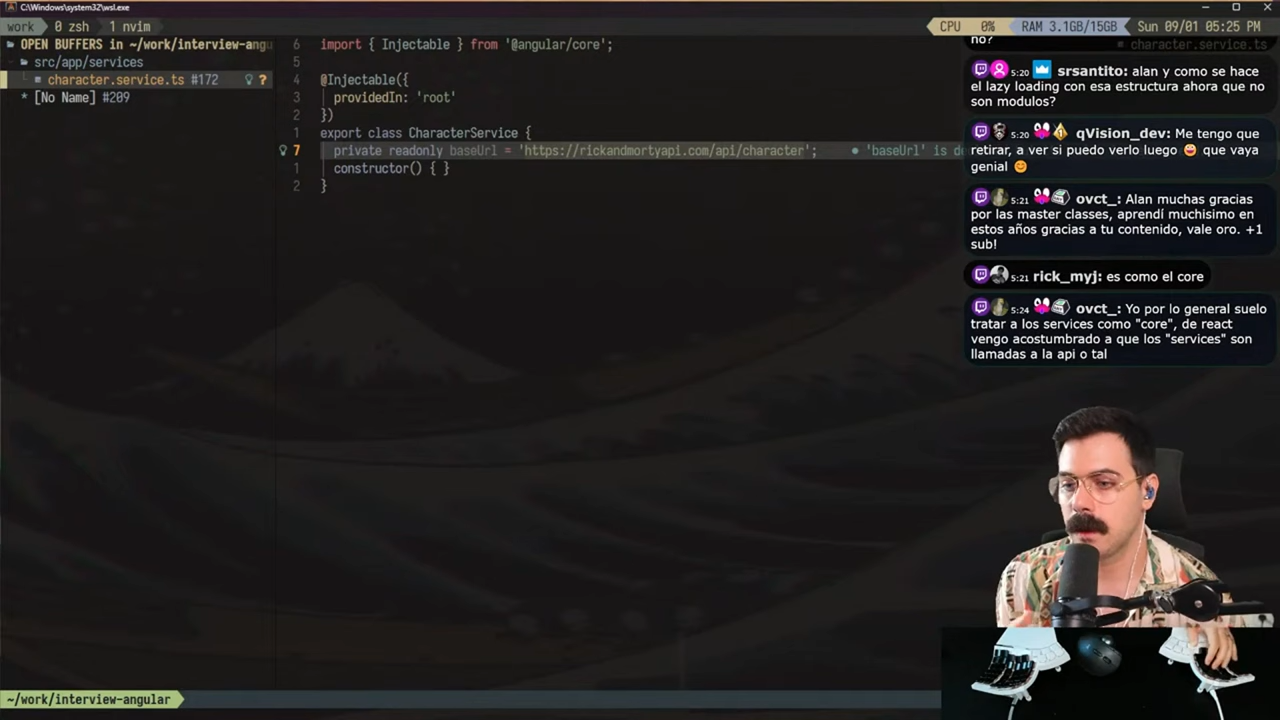 C:\Windows\system32\wsl.exe
work 0 zsh 1 nvim
CPU 0% RAM 3.1GB/15GB Sun 09/01 05:25 PM
OPEN BUFFERS in ~/work/interview-angu
src/app/services
character.service.ts #172 ?
* [No Name] #209
6 import { Injectable } from '@angular/core';
5
4 @Injectable({
3 providedIn: 'root'
2 })
1 export class CharacterService {
7 private readonly baseUrl = 'https://rickandmortyapi.com/api/character'; ● 'baseUrl' is de
1 constructor() { }
2 }
character.service.ts
no?
5:20 srsantito: alan y como se hace
el lazy loading con esa estructura ahora que no
son modulos?
5:20 qVision_dev: Me tengo que
retirar, a ver si puedo verlo luego 😄 que vaya
genial 😊
5:21 ovct_: Alan muchas gracias
por las master classes, aprendí muchisimo en
estos años gracias a tu contenido, vale oro. +1
sub!
5:21 rick_myj: es como el core
5:24 ovct_: Yo por lo general suelo
tratar a los services como "core", de react
vengo acostumbrado a que los "services" son
llamadas a la api o tal
~/work/interview-angular